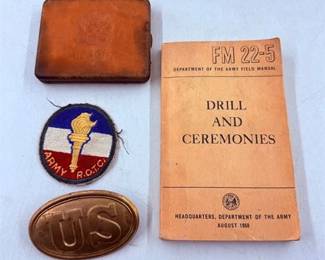 FM 22-5
DEPARTMENT OF THE ARMY FIELD MANUAL
DRILL AND
CEREMONIES
HEADQUARTERS, DEPARTMENT OF THE ARMY
AUGUST 1958
ARMY R.O.T.C.
US